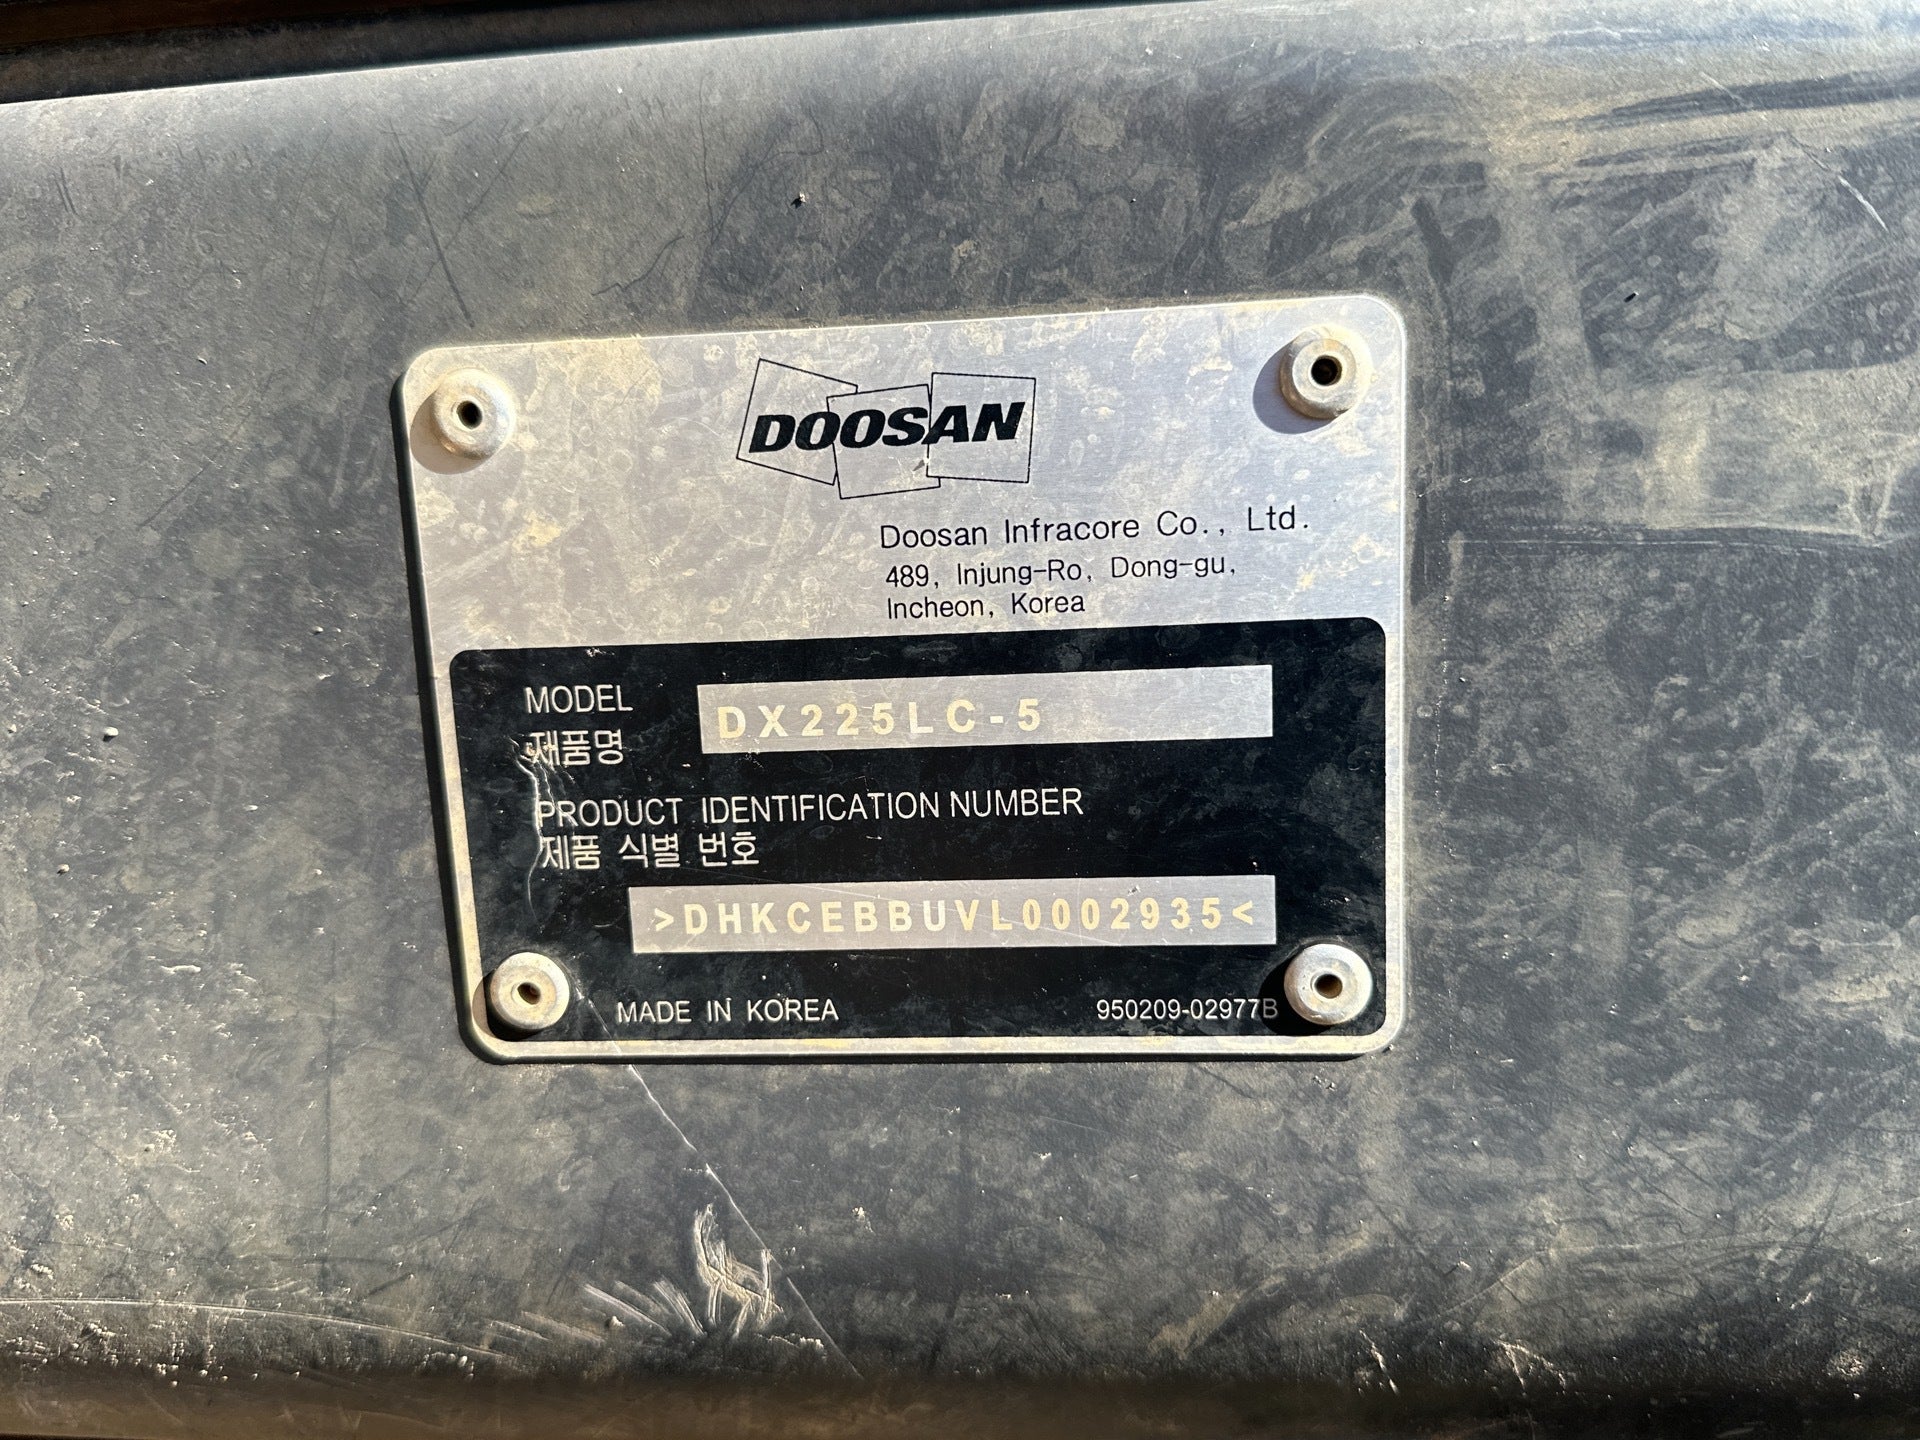 DOOSAN
Doosan Infracore Co., Ltd.
489, Injung-Ro, Dong-gu,
Incheon, Korea
MODEL
제품명
DX225LC-5
PRODUCT IDENTIFICATION NUMBER
제품 식별 번호
>DHKCEBBUVL0002935<
MADE IN KOREA
950209-02977B